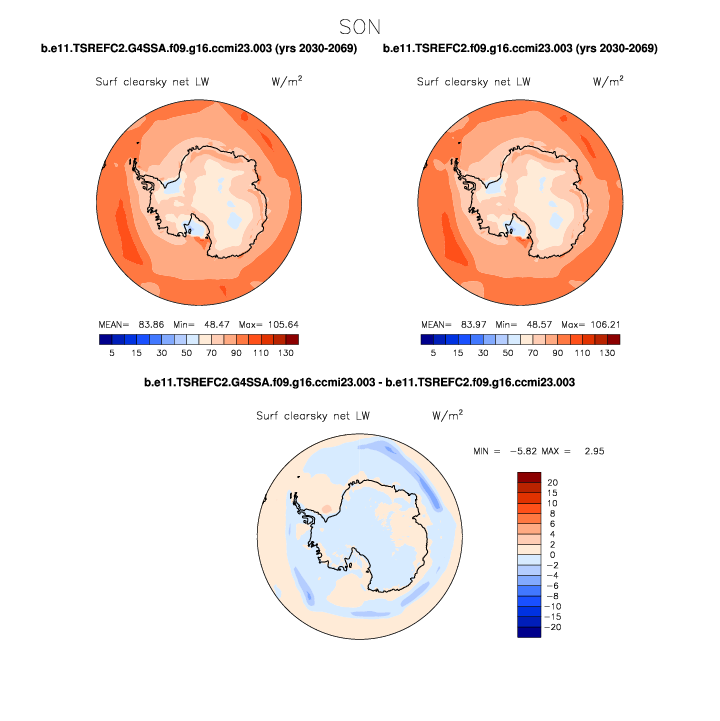 SON
b.e11.TSREFC2.G4SSA.f09.g16.ccmi23.003 (yrs 2030-2069) b.e11.TSREFC2.f09.g16.ccmi23.003 (yrs 2030-2069)
Surf clearsky net LW W/m² Surf clearsky net LW W/m²
MEAN= 83.86 Min= 48.47 Max= 105.64 MEAN= 83.97 Min= 48.57 Max= 106.21
5 15 30 50 70 90 110 130 5 15 30 50 70 90 110 130
b.e11.TSREFC2.G4SSA.f09.g16.ccmi23.003 - b.e11.TSREFC2.f09.g16.ccmi23.003
Surf clearsky net LW W/m²
MIN = -5.82 MAX = 2.95
20
15
10
8
6
4
2
0
-2
-4
-6
-8
-10
-15
-20